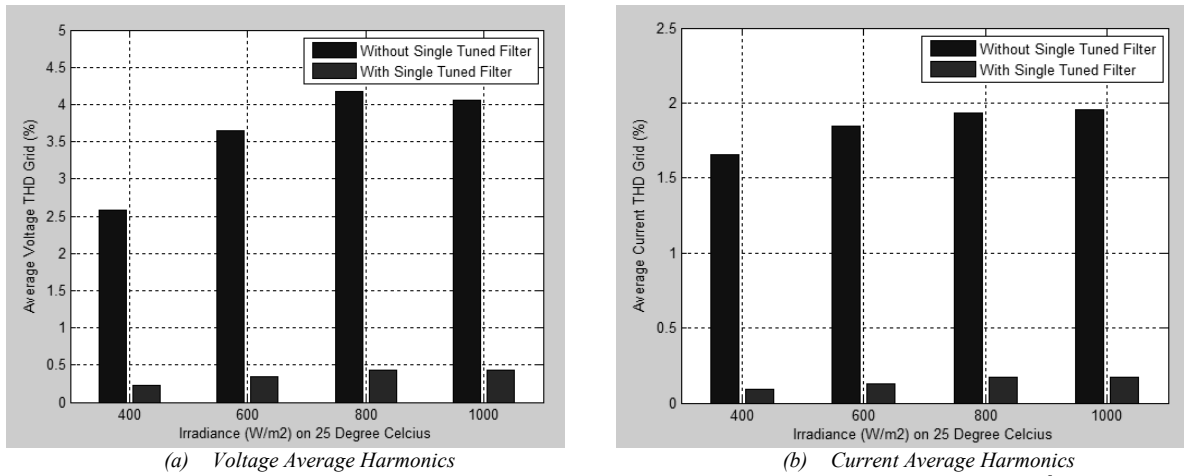 5
4.5
4
3.5
3
2.5
2
1.5
1
0.5
0
Average Voltage THD Grid (%)
Without Single Tuned Filter
With Single Tuned Filter
400
600
800
1000
Irradiance (W/m2) on 25 Degree Celcius
(a) Voltage Average Harmonics
2.5
2
1.5
1
0.5
0
Average Current THD Grid (%)
Without Single Tuned Filter
With Single Tuned Filter
400
600
800
1000
Irradiance (W/m2) on 25 Degree Celcius
(b) Current Average Harmonics